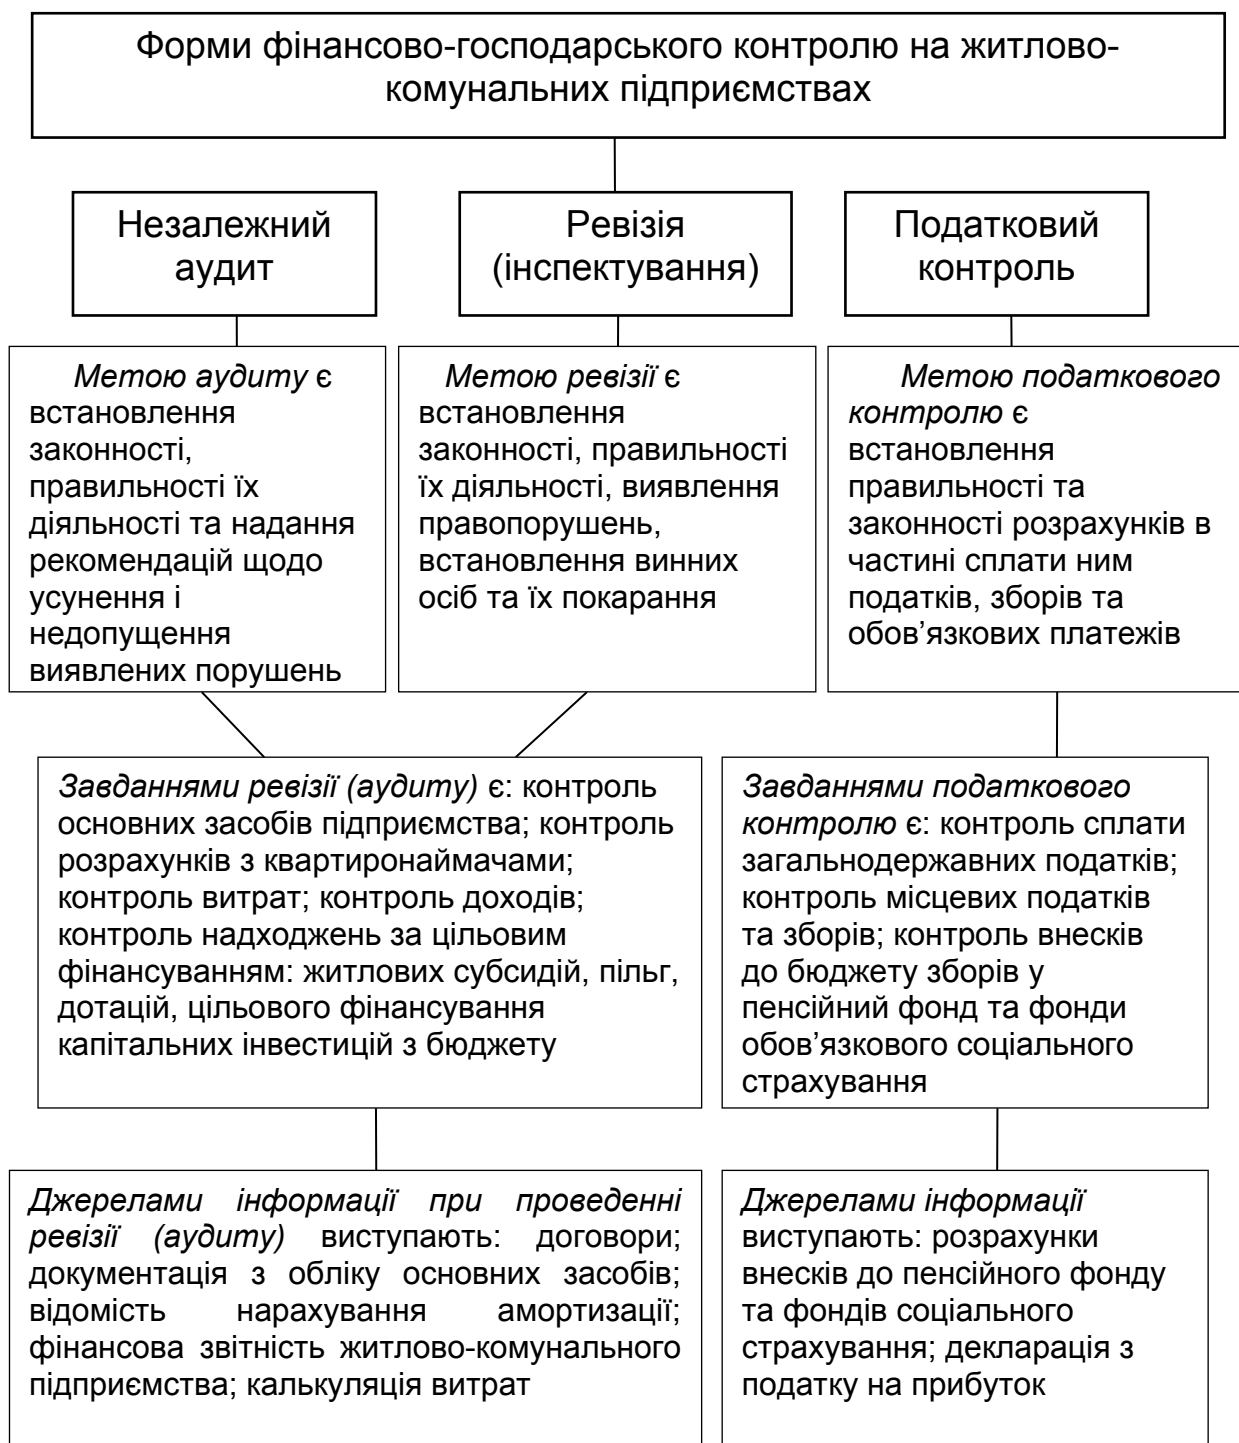 Форми фінансово-господарського контролю на житлово-
комунальних підприємствах
Незалежний
аудит
Ревізія
(інспектування)
Податковий
контроль
Метою аудиту є
встановлення
законності,
правильності їх
діяльності та надання
рекомендацій щодо
усунення і
недопущення
виявлених порушень
Метою ревізії є
встановлення
законності, правильності
їх діяльності, виявлення
правопорушень,
встановлення винних
осіб та їх покарання
Метою податкового
контролю є
встановлення
правильності та
законності розрахунків в
частині сплати ним
податків, зборів та
обов’язкових платежів
Завданнями ревізії (аудиту) є: контроль
основних засобів підприємства; контроль
розрахунків з квартиронаймачами;
контроль витрат; контроль доходів;
контроль надходжень за цільовим
фінансуванням: житлових субсидій, пільг,
дотацій, цільового фінансування
капітальних інвестицій з бюджету
Завданнями податкового
контролю є: контроль сплати
загальнодержавних податків;
контроль місцевих податків
та зборів; контроль внесків
до бюджету зборів у
пенсійний фонд та фонди
обов’язкового соціального
страхування
Джерелами інформації при проведенні
ревізії (аудиту) виступають: договори;
документація з обліку основних засобів;
відомість нарахування амортизації;
фінансова звітність житлово-комунального
підприємства; калькуляція витрат
Джерелами інформації
виступають: розрахунки
внесків до пенсійного фонду
та фондів соціального
страхування; декларація з
податку на прибуток